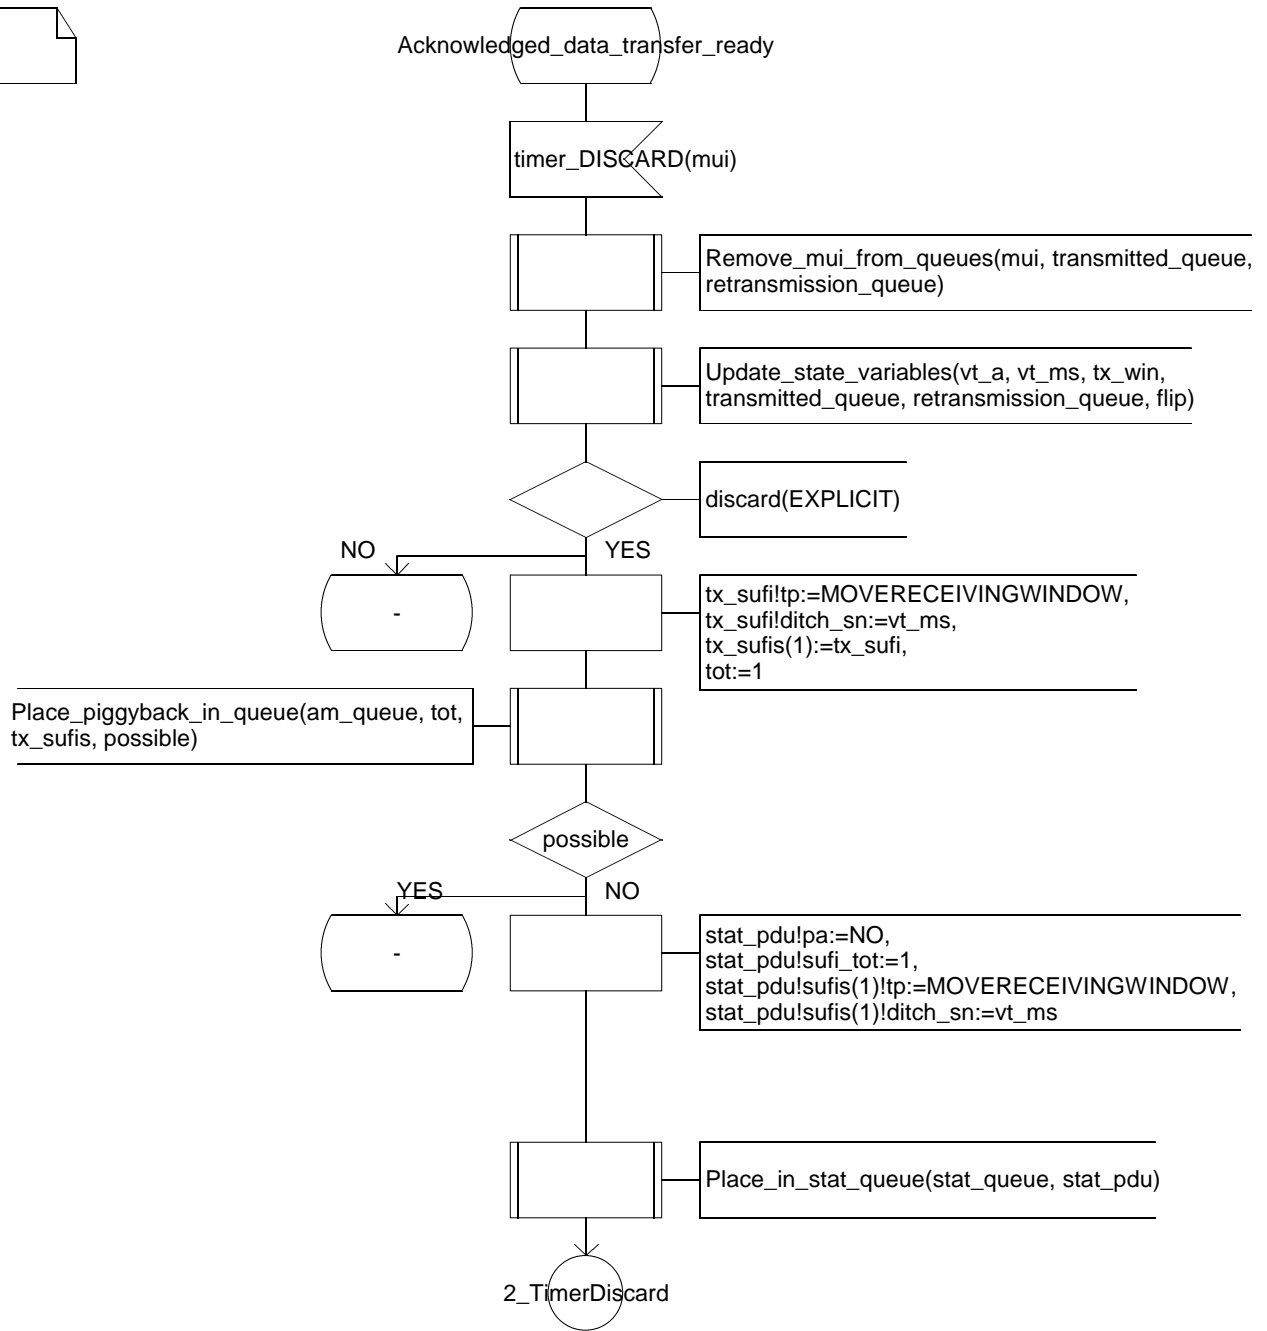 Acknowledged_data_transfer_ready
timer_DISCARD(mui)
Remove_mui_from_queues(mui, transmitted_queue,
retransmission_queue)
Update_state_variables(vt_a, vt_ms, tx_win,
transmitted_queue, retransmission_queue, flip)
discard(EXPLICIT)
NO
YES
-
tx_sufi!tp:=MOVERECEIVINGWINDOW,
tx_sufi!ditch_sn:=vt_ms,
tx_sufis(1):=tx_sufi,
tot:=1
Place_piggyback_in_queue(am_queue, tot,
tx_sufis, possible)
possible
YES
NO
-
stat_pdu!pa:=NO,
stat_pdu!sufi_tot:=1,
stat_pdu!sufis(1)!tp:=MOVERECEIVINGWINDOW,
stat_pdu!sufis(1)!ditch_sn:=vt_ms
Place_in_stat_queue(stat_queue, stat_pdu)
2_TimerDiscard